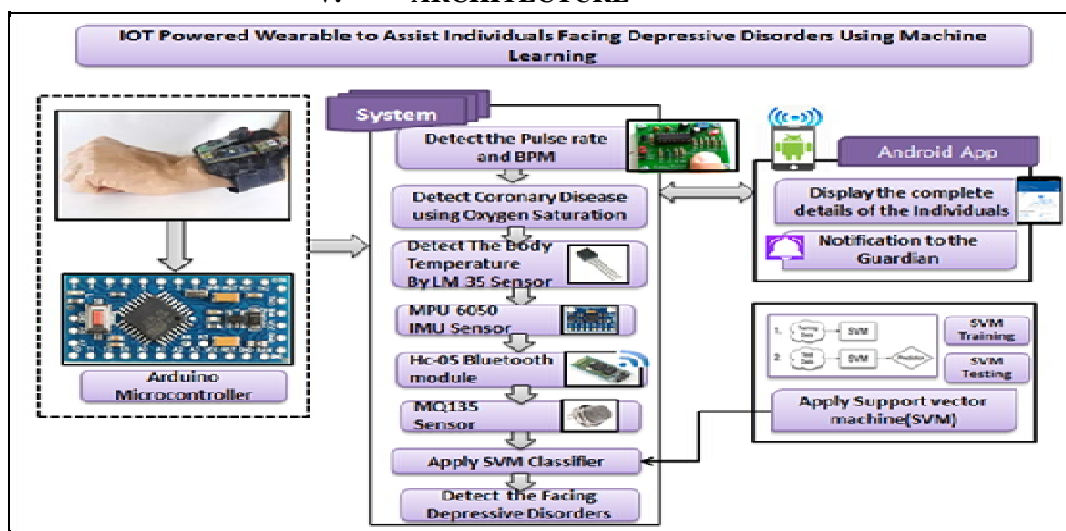 V. ARCHITECTURE
IOT Powered Wearable to Assist Individuals Facing Depressive Disorders Using Machine
Learning
System
Detect the Pulse rate
and BPM
Detect Coronary Disease
using Oxygen Saturation
Detect The Body
Temperature
By LM 35 Sensor
MPU 6050
IMU Sensor
Hc-05 Bluetooth
module
MQ135
Sensor
Apply SVM Classifier
Detect the Facing
Depressive Disorders
Arduino
Microcontroller
Android App
Display the complete
details of the Individuals
Notification to the
Guardian
1.
SVM
2.
SVM
SVM
Training
SVM
Testing
Apply Support vector
machine(SVM)